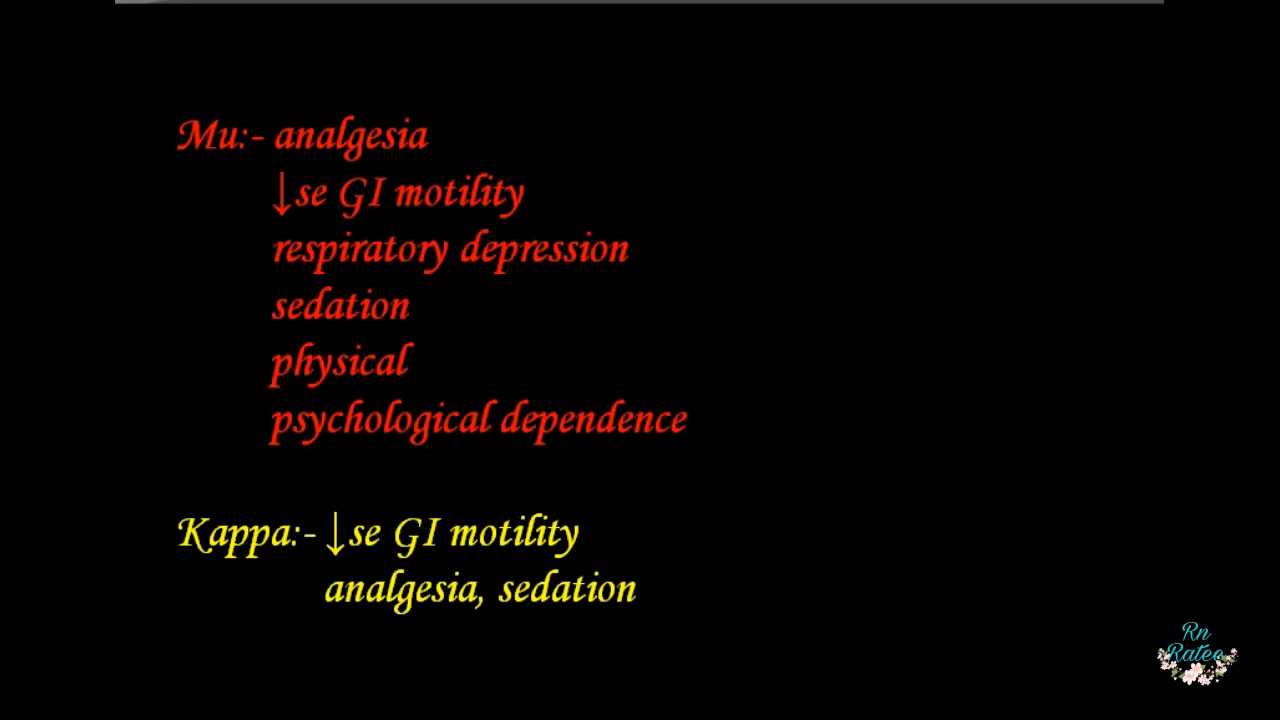 Mu:- analgesia
↓se GI motility
respiratory depression
sedation
physical
psychological dependence
Kappa:- ↓se GI motility
analgesia, sedation
Rn
Ratee